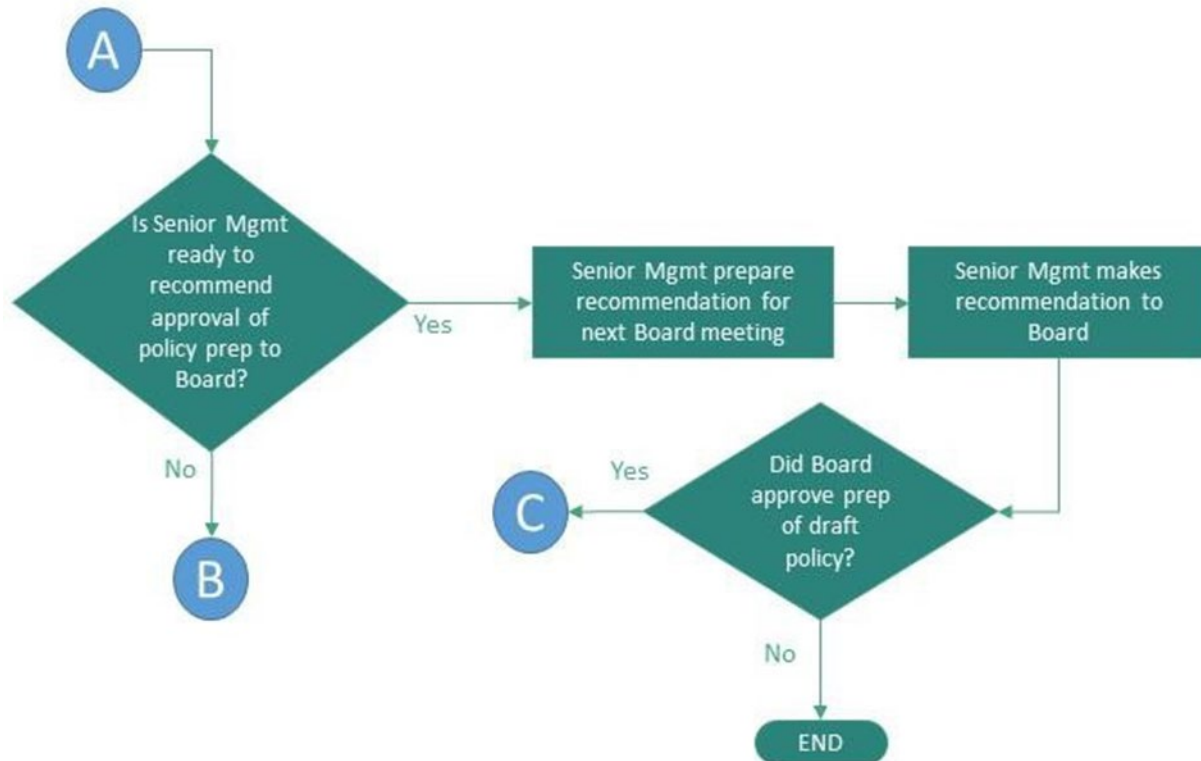 A
Is Senior Mgmt
ready to
recommend
approval of
policy prep to
Board?
Yes
Senior Mgmt prepare
recommendation for
next Board meeting
Senior Mgmt makes
recommendation to
Board
No
B
Did Board
approve prep
of draft
policy?
Yes
C
No
END